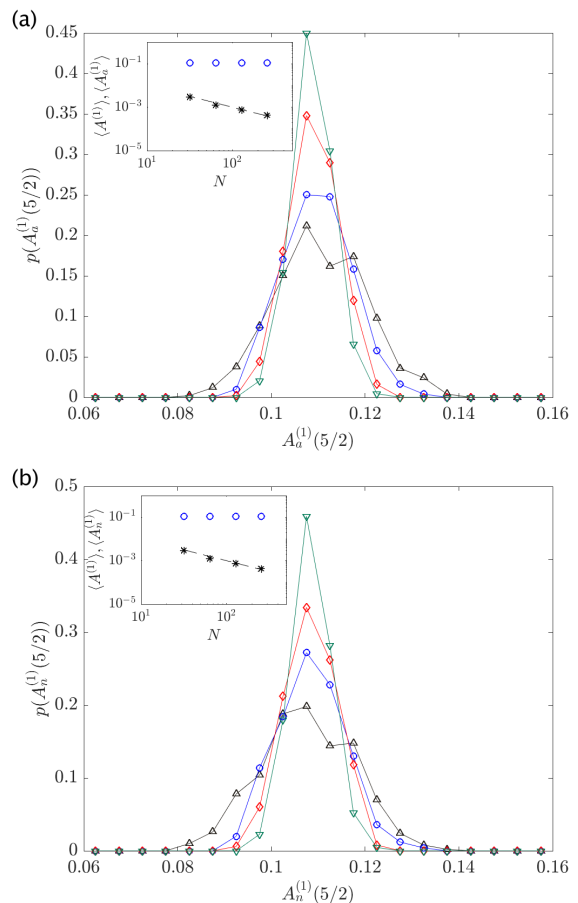 (a)
0.45
0.4
0.35
0.3
0.25
0.2
0.15
0.1
0.05
0
p(A_a^{(1)}(5/2))
0.06 0.08 0.1 0.12 0.14 0.16
A_a^{(1)}(5/2)
⟨A^{(1)}⟩, ⟨A_a^{(1)}⟩
10^{-1}
10^{-3}
10^{-5}
10^1 10^2
N
(b)
0.5
0.4
0.3
0.2
0.1
0
p(A_n^{(1)}(5/2))
0.06 0.08 0.1 0.12 0.14 0.16
A_n^{(1)}(5/2)
⟨A^{(1)}⟩, ⟨A_n^{(1)}⟩
10^{-1}
10^{-3}
10^{-5}
10^1 10^2
N